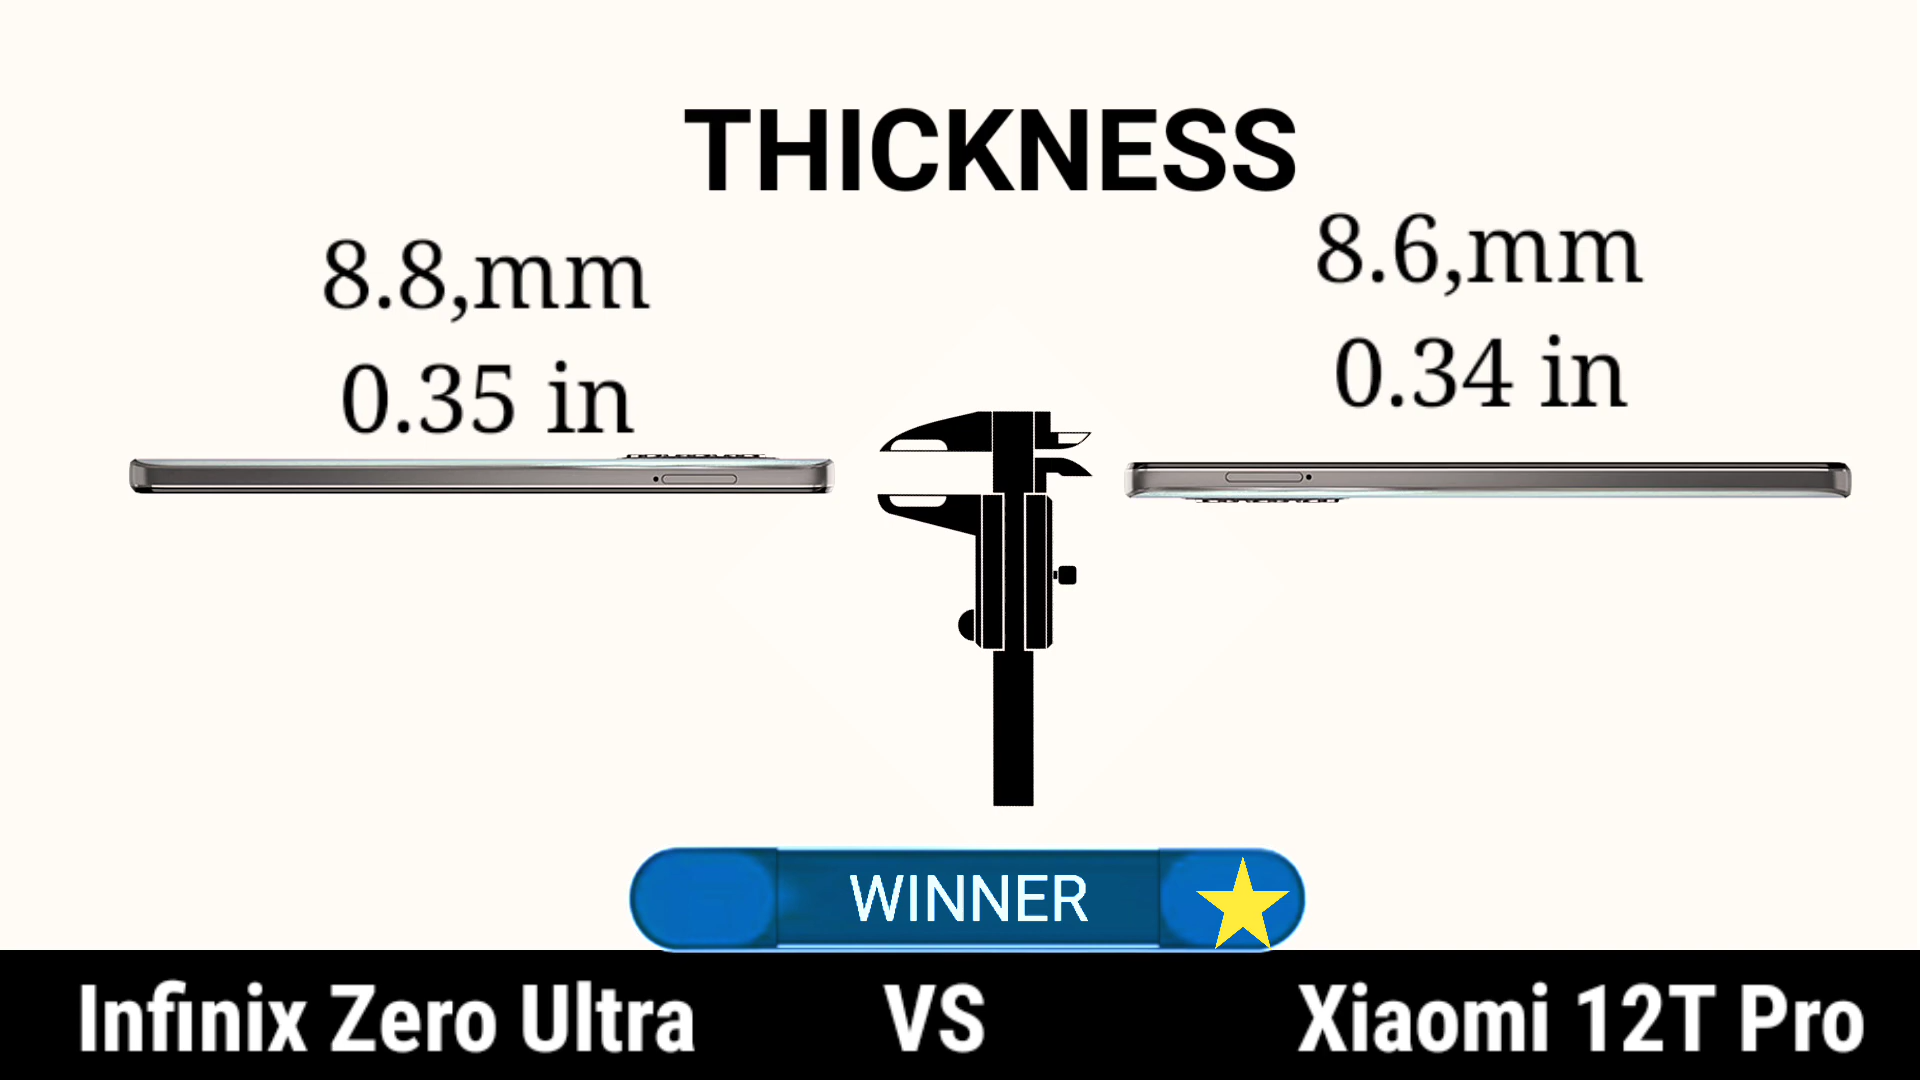 THICKNESS
8.8,mm
0.35 in
8.6,mm
0.34 in
WINNER
Infinix Zero Ultra VS Xiaomi 12T Pro